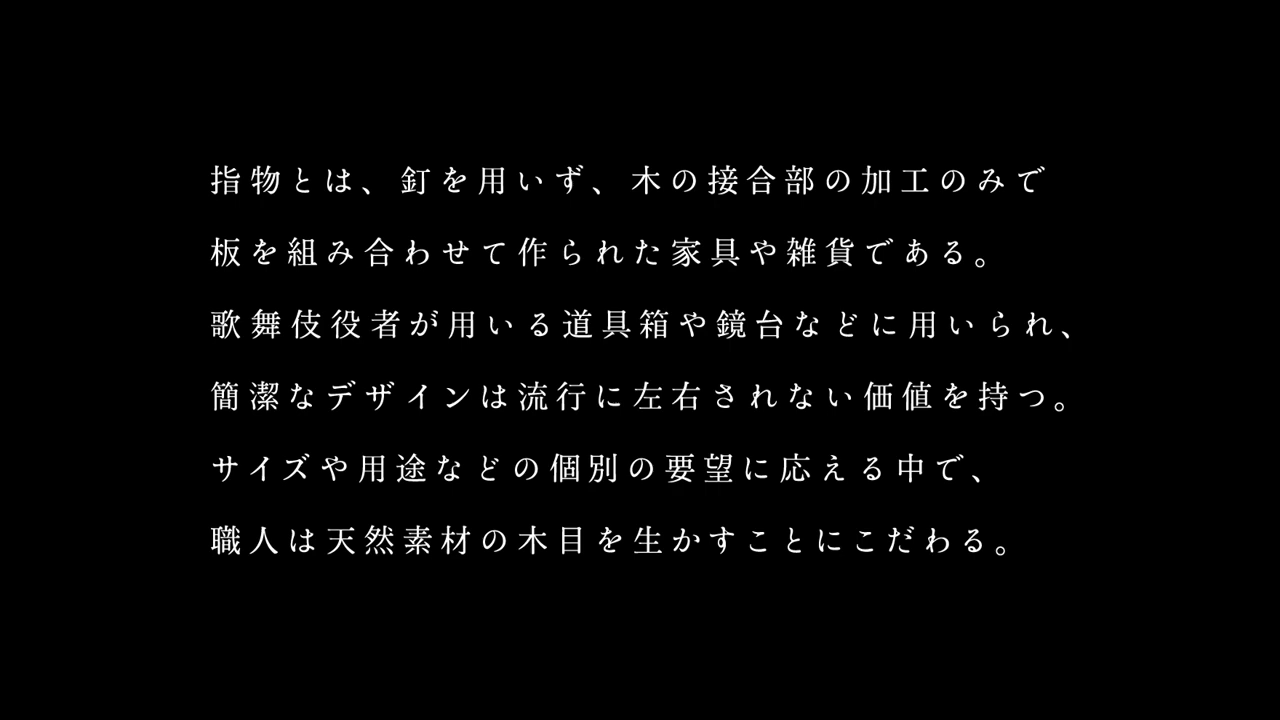 指物とは、釘を用いず、木の接合部の加工のみで
板を組み合わせて作られた家具や雑貨である。
歌舞伎役者が用いる道具箱や鏡台などに用いられ、
簡潔なデザインは流行に左右されない価値を持つ。
サイズや用途などの個別の要望に応える中で、
職人は天然素材の木目を生かすことにこだわる。